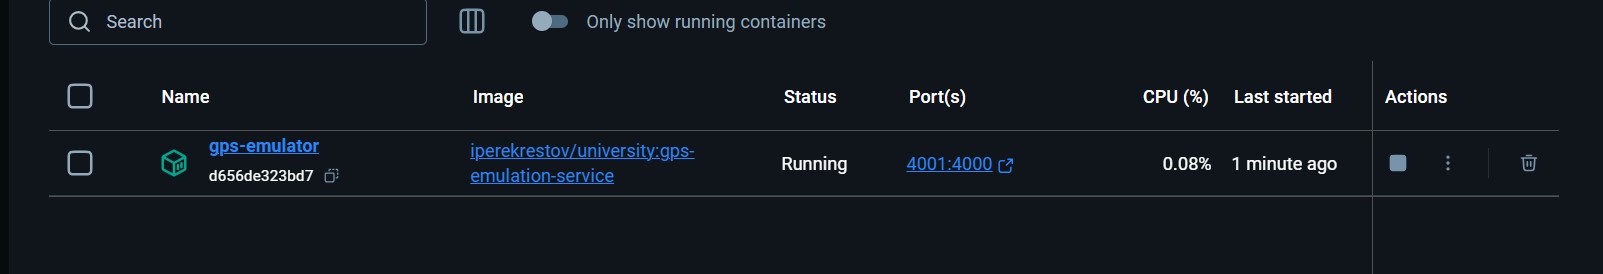 Search
Only show running containers
Name Image Status Port(s) CPU (%) Last started Actions
gps-emulator
d656de323bd7
iperekrestov/university:gps-
emulation-service
Running
4001:4000
0.08%
1 minute ago